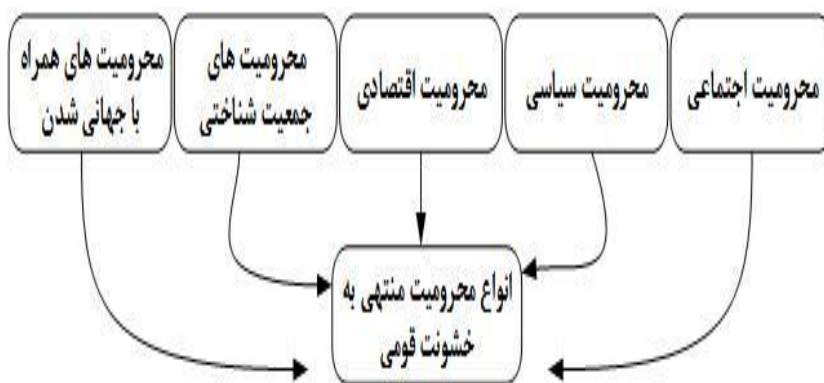 محرومیت اجتماعی
محرومیت سیاسی
محرومیت اقتصادی
محرومیت های
جمعیت شناختی
محرومیت های همراه
با جهانی شدن
انواع محرومیت منتهی به
خشونت قومی